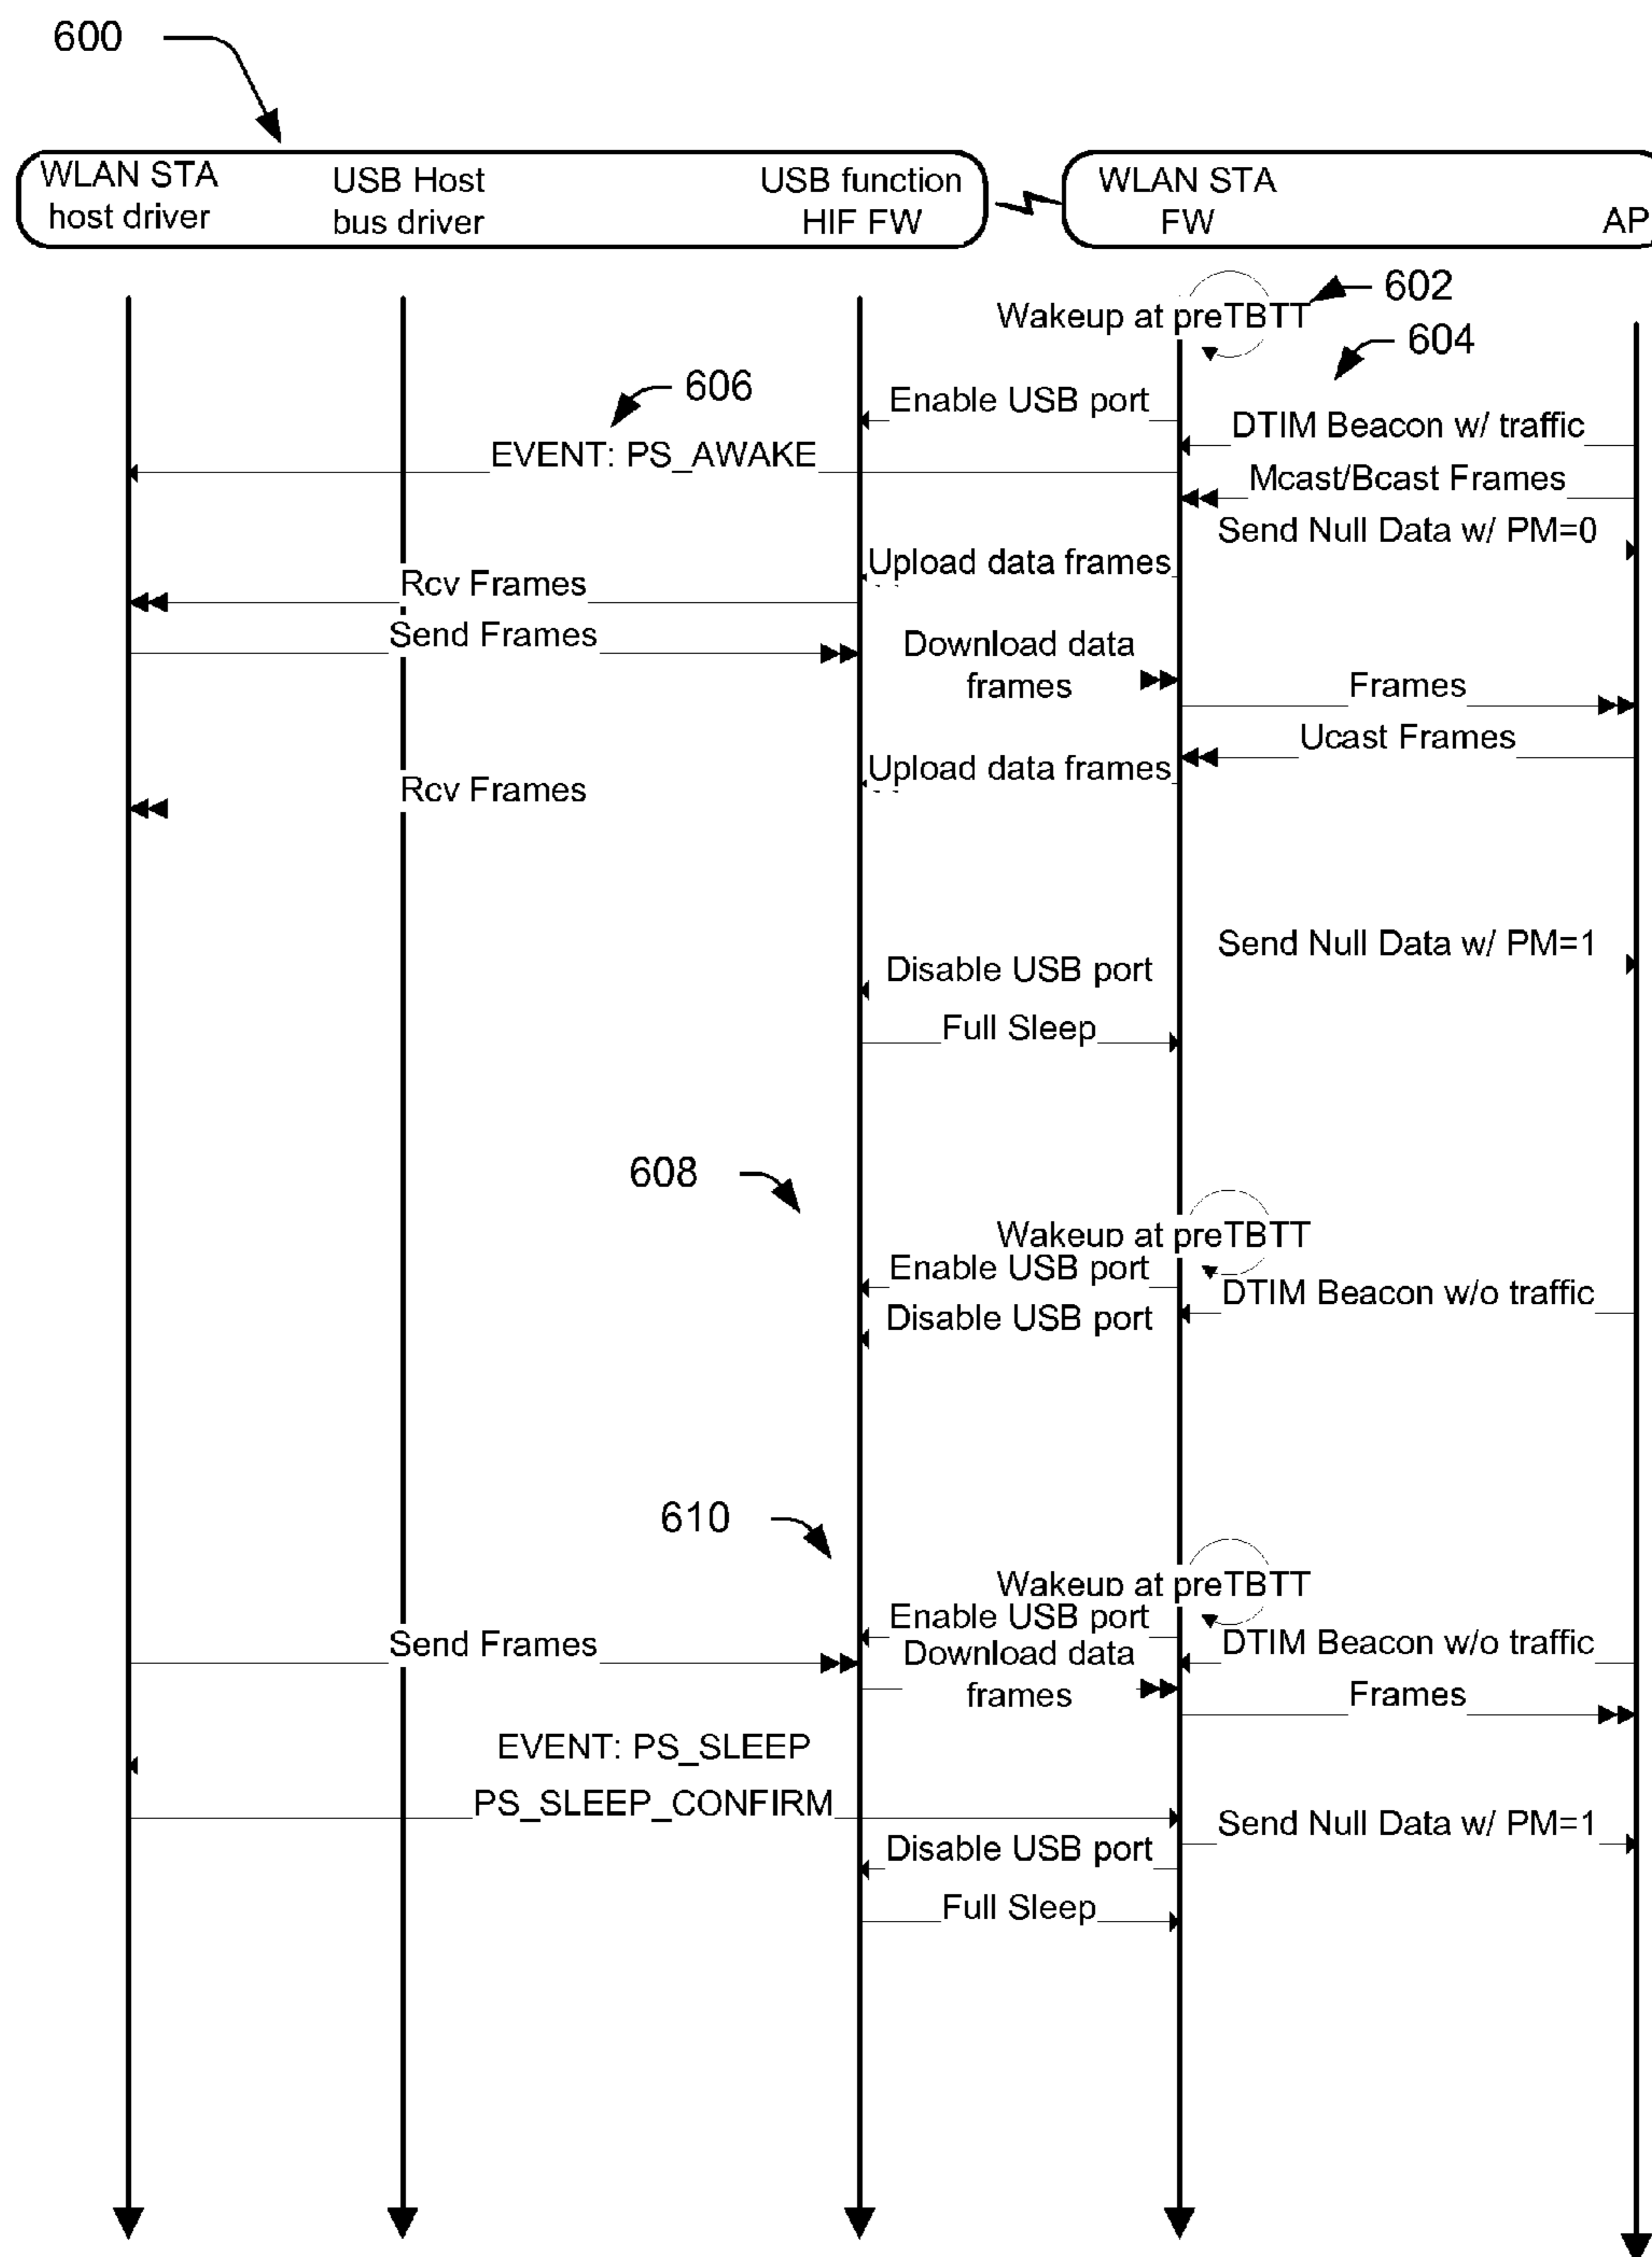 600
WLAN STA
host driver
USB Host
bus driver
USB function
HIF FW
WLAN STA
FW
AP
602
Wakeup at preTBTT
604
606
Enable USB port
DTIM Beacon w/ traffic
EVENT: PS_AWAKE
Mcast/Bcast Frames
Send Null Data w/ PM=0
Upload data frames
Rcv Frames
Send Frames
Download data
frames
Frames
Ucast Frames
Upload data frames
Rcv Frames
Send Null Data w/ PM=1
Disable USB port
Full Sleep
608
Wakeup at preTBTT
Enable USB port
DTIM Beacon w/o traffic
Disable USB port
610
Wakeup at preTBTT
Enable USB port
Send Frames
Download data
frames
DTIM Beacon w/o traffic
Frames
EVENT: PS_SLEEP
PS_SLEEP_CONFIRM
Send Null Data w/ PM=1
Disable USB port
Full Sleep